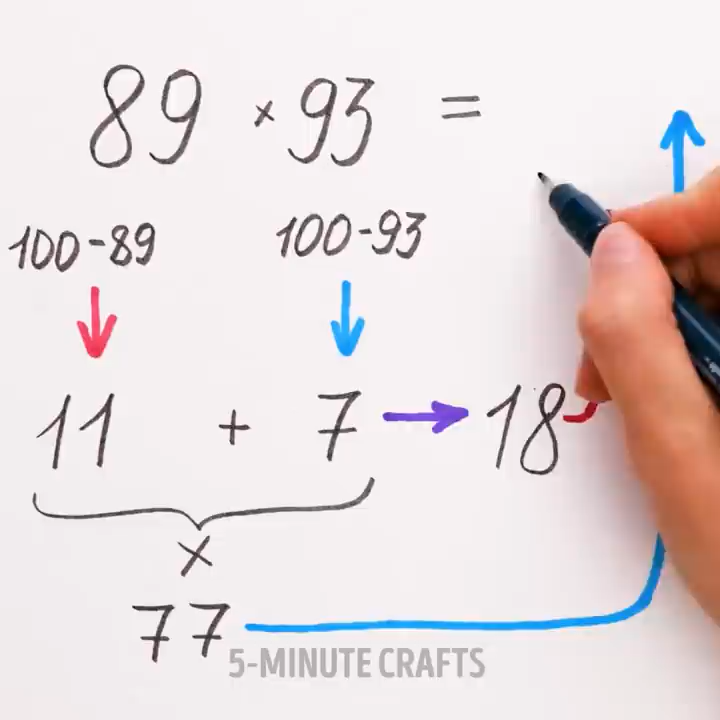 89 × 93 =
100-89 100-93
11 + 7 → 18
×
77
5-MINUTE CRAFTS